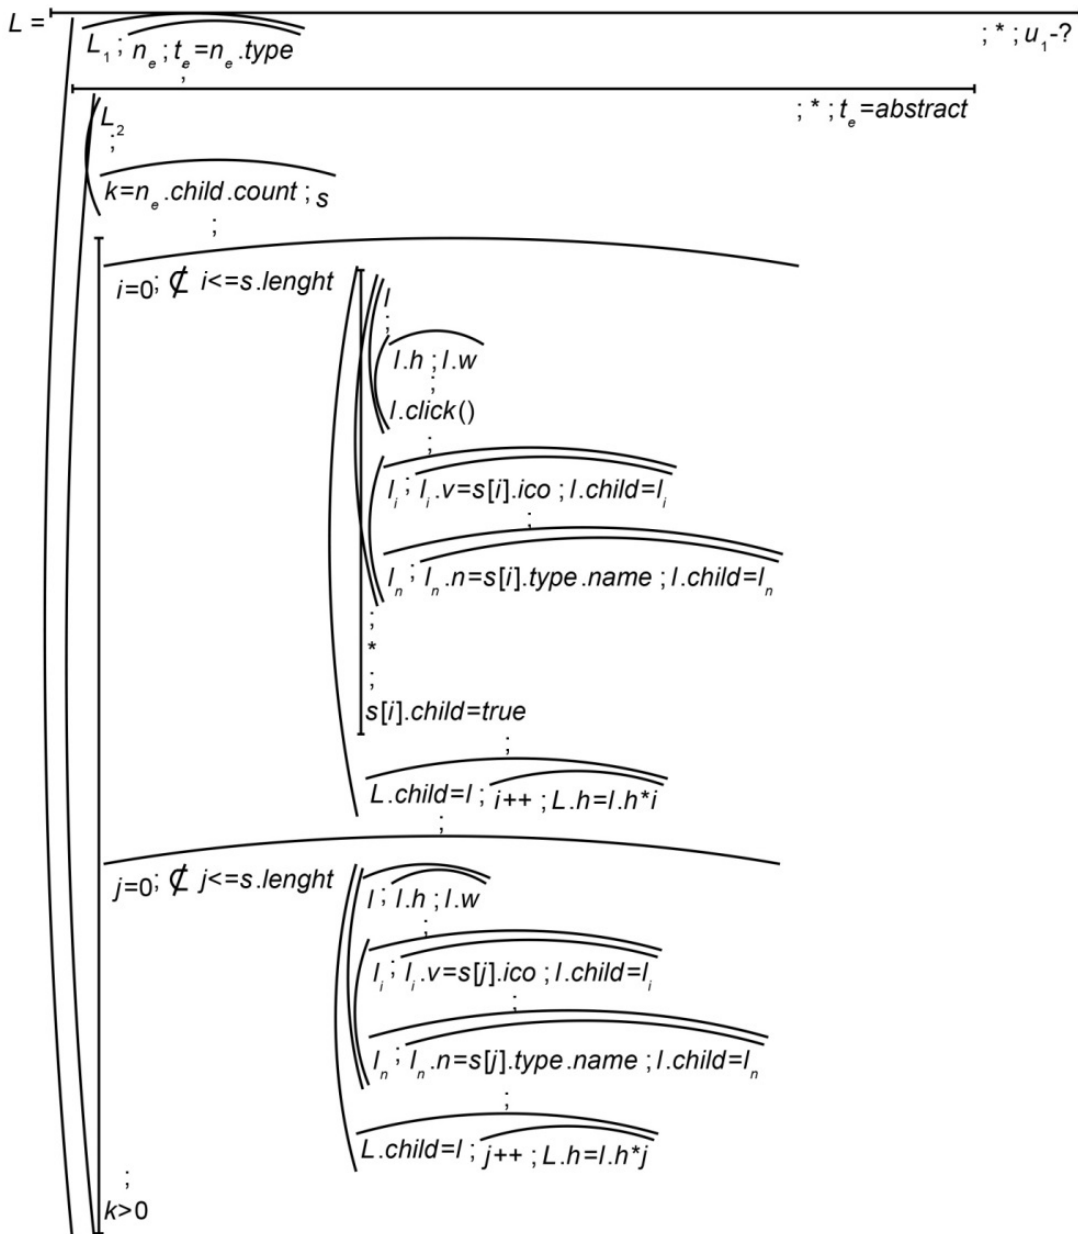 L =
L₁ ; nₑ ; tₑ=nₑ.type
; * ; u₁-?
;
; * ; tₑ=abstract
L₂
;
k=nₑ.child.count ; s
;
i=0; ⊄ i<=s.lenght
l
;
l.h ; l.w
;
l.click()
;
lᵢ ; lᵢ.v=s[i].ico ; l.child=lᵢ
;
lₙ ; lₙ.n=s[i].type.name ; l.child=lₙ
;
*
;
s[i].child=true
;
L.child=l ; i++ ; L.h=l.h*i
;
j=0; ⊄ j<=s.lenght
l ; l.h ; l.w
;
lᵢ ; lᵢ.v=s[j].ico ; l.child=lᵢ
;
lₙ ; lₙ.n=s[j].type.name ; l.child=lₙ
;
L.child=l ; j++ ; L.h=l.h*j
;
k>0